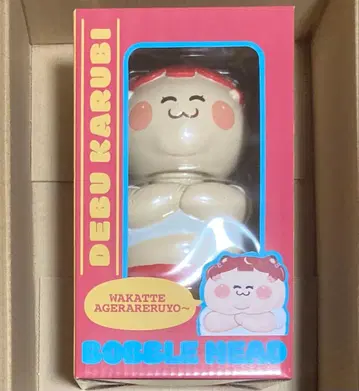 DEBU KARUBI
WAKATTE
AGERARERUYO~
BOBBLE HEAD